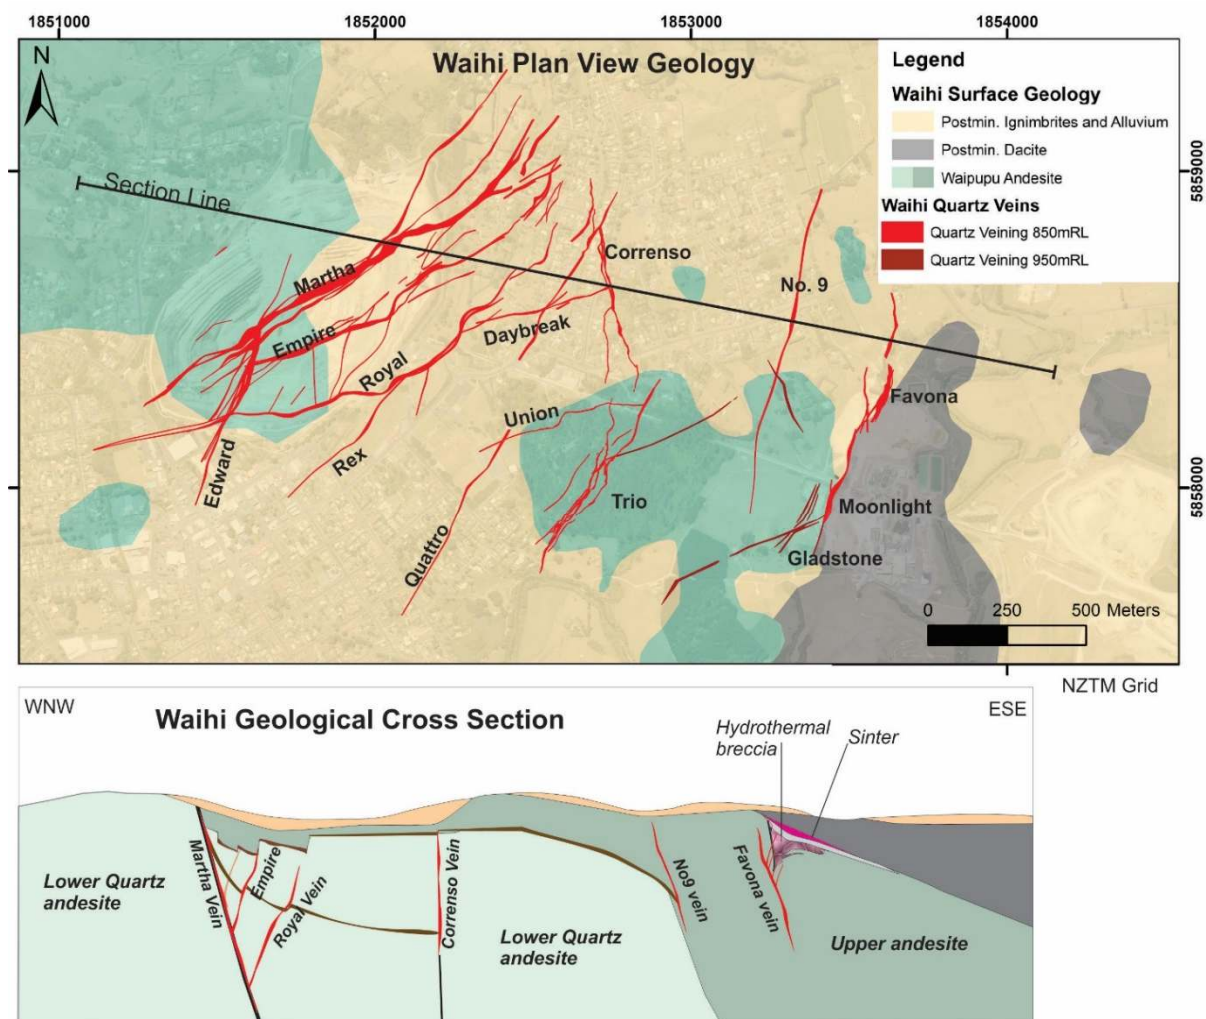 1851000
1852000
1853000
1854000
N
Waihi Plan View Geology
Legend
Waihi Surface Geology
Postmin. Ignimbrites and Alluvium
Postmin. Dacite
Waipupu Andesite
Waihi Quartz Veins
Quartz Veining 850mRL
Quartz Veining 950mRL
5859000
5858000
Section Line
Martha
Correnso
No. 9
Empire
Daybreak
Royal
Favona
Union
Edward
Rex
Trio
Moonlight
Quattro
Gladstone
0 250 500 Meters
NZTM Grid
WNW
ESE
Waihi Geological Cross Section
Hydrothermal
breccia
Sinter
Martha Vein
Empire
Royal Vein
Correnso Vein
No9 vein
Favona vein
Lower Quartz
andesite
Lower Quartz
andesite
Upper andesite